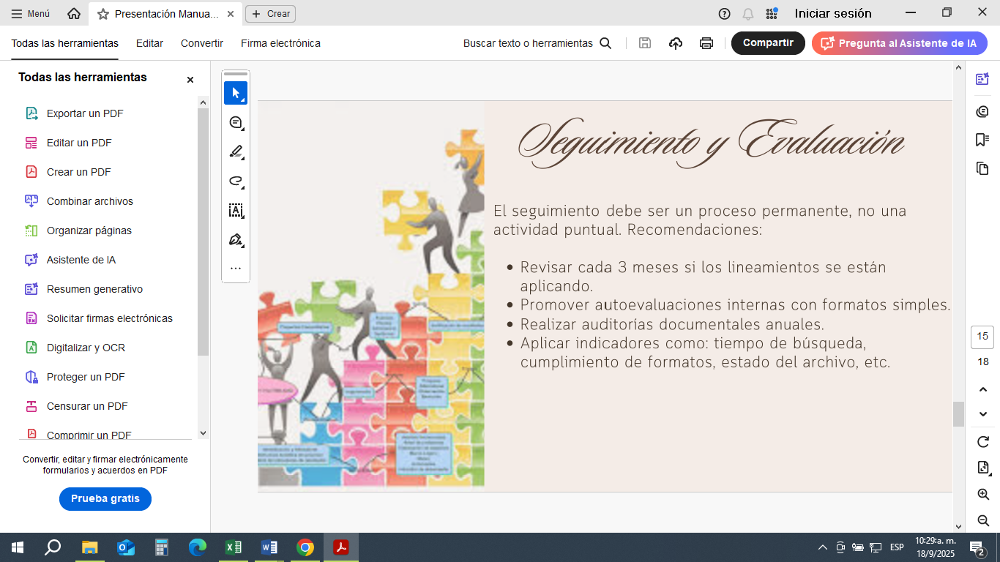 Menú
Presentación Manua...
Crear
Iniciar sesión
Todas las herramientas
Editar
Convertir
Firma electrónica
Buscar texto o herramientas
Compartir
Pregunta al Asistente de IA
Todas las herramientas
Exportar un PDF
Editar un PDF
Crear un PDF
Combinar archivos
Organizar páginas
Asistente de IA
Resumen generativo
Solicitar firmas electrónicas
Digitalizar y OCR
Proteger un PDF
Censurar un PDF
Comprimir un PDF
Convertir, editar y firmar electrónicamente
formularios y acuerdos en PDF
Prueba gratis
Seguimiento y Evaluación
El seguimiento debe ser un proceso permanente, no una
actividad puntual. Recomendaciones:
• Revisar cada 3 meses si los lineamientos se están
aplicando.
• Promover autoevaluaciones internas con formatos simples.
• Realizar auditorías documentales anuales.
• Aplicar indicadores como: tiempo de búsqueda,
cumplimiento de formatos, estado del archivo, etc.
15
18
ESP
10:29:a. m.
18/9/2025
2